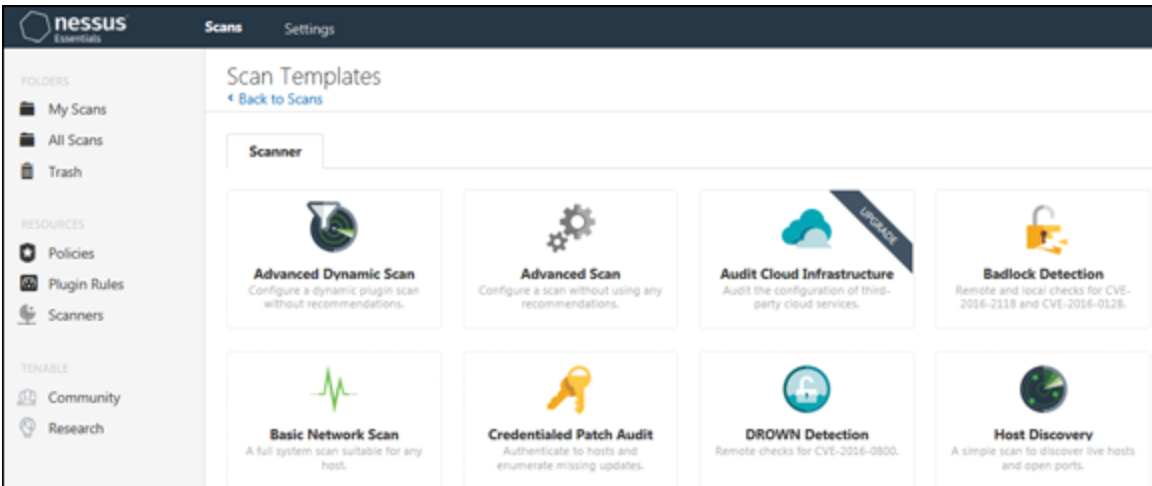 nessus
Essentials
Scans
Settings
FOLDERS
My Scans
All Scans
Trash
RESOURCES
Policies
Plugin Rules
Scanners
TENABLE
Community
Research
Scan Templates
Back to Scans
Scanner
Advanced Dynamic Scan
Configure a dynamic plugin scan
without recommendations.
Advanced Scan
Configure a scan without using any
recommendations.
UPGRADE
Audit Cloud Infrastructure
Audit the configuration of third-
party cloud services.
Badlock Detection
Remote and local checks for CVE-
2016-2118 and CVE-2016-0128.
Basic Network Scan
A full system scan suitable for any
host.
Credentialed Patch Audit
Authenticate to hosts and
enumerate missing updates.
DROWN Detection
Remote checks for CVE-2016-0800.
Host Discovery
A simple scan to discover live hosts
and open ports.